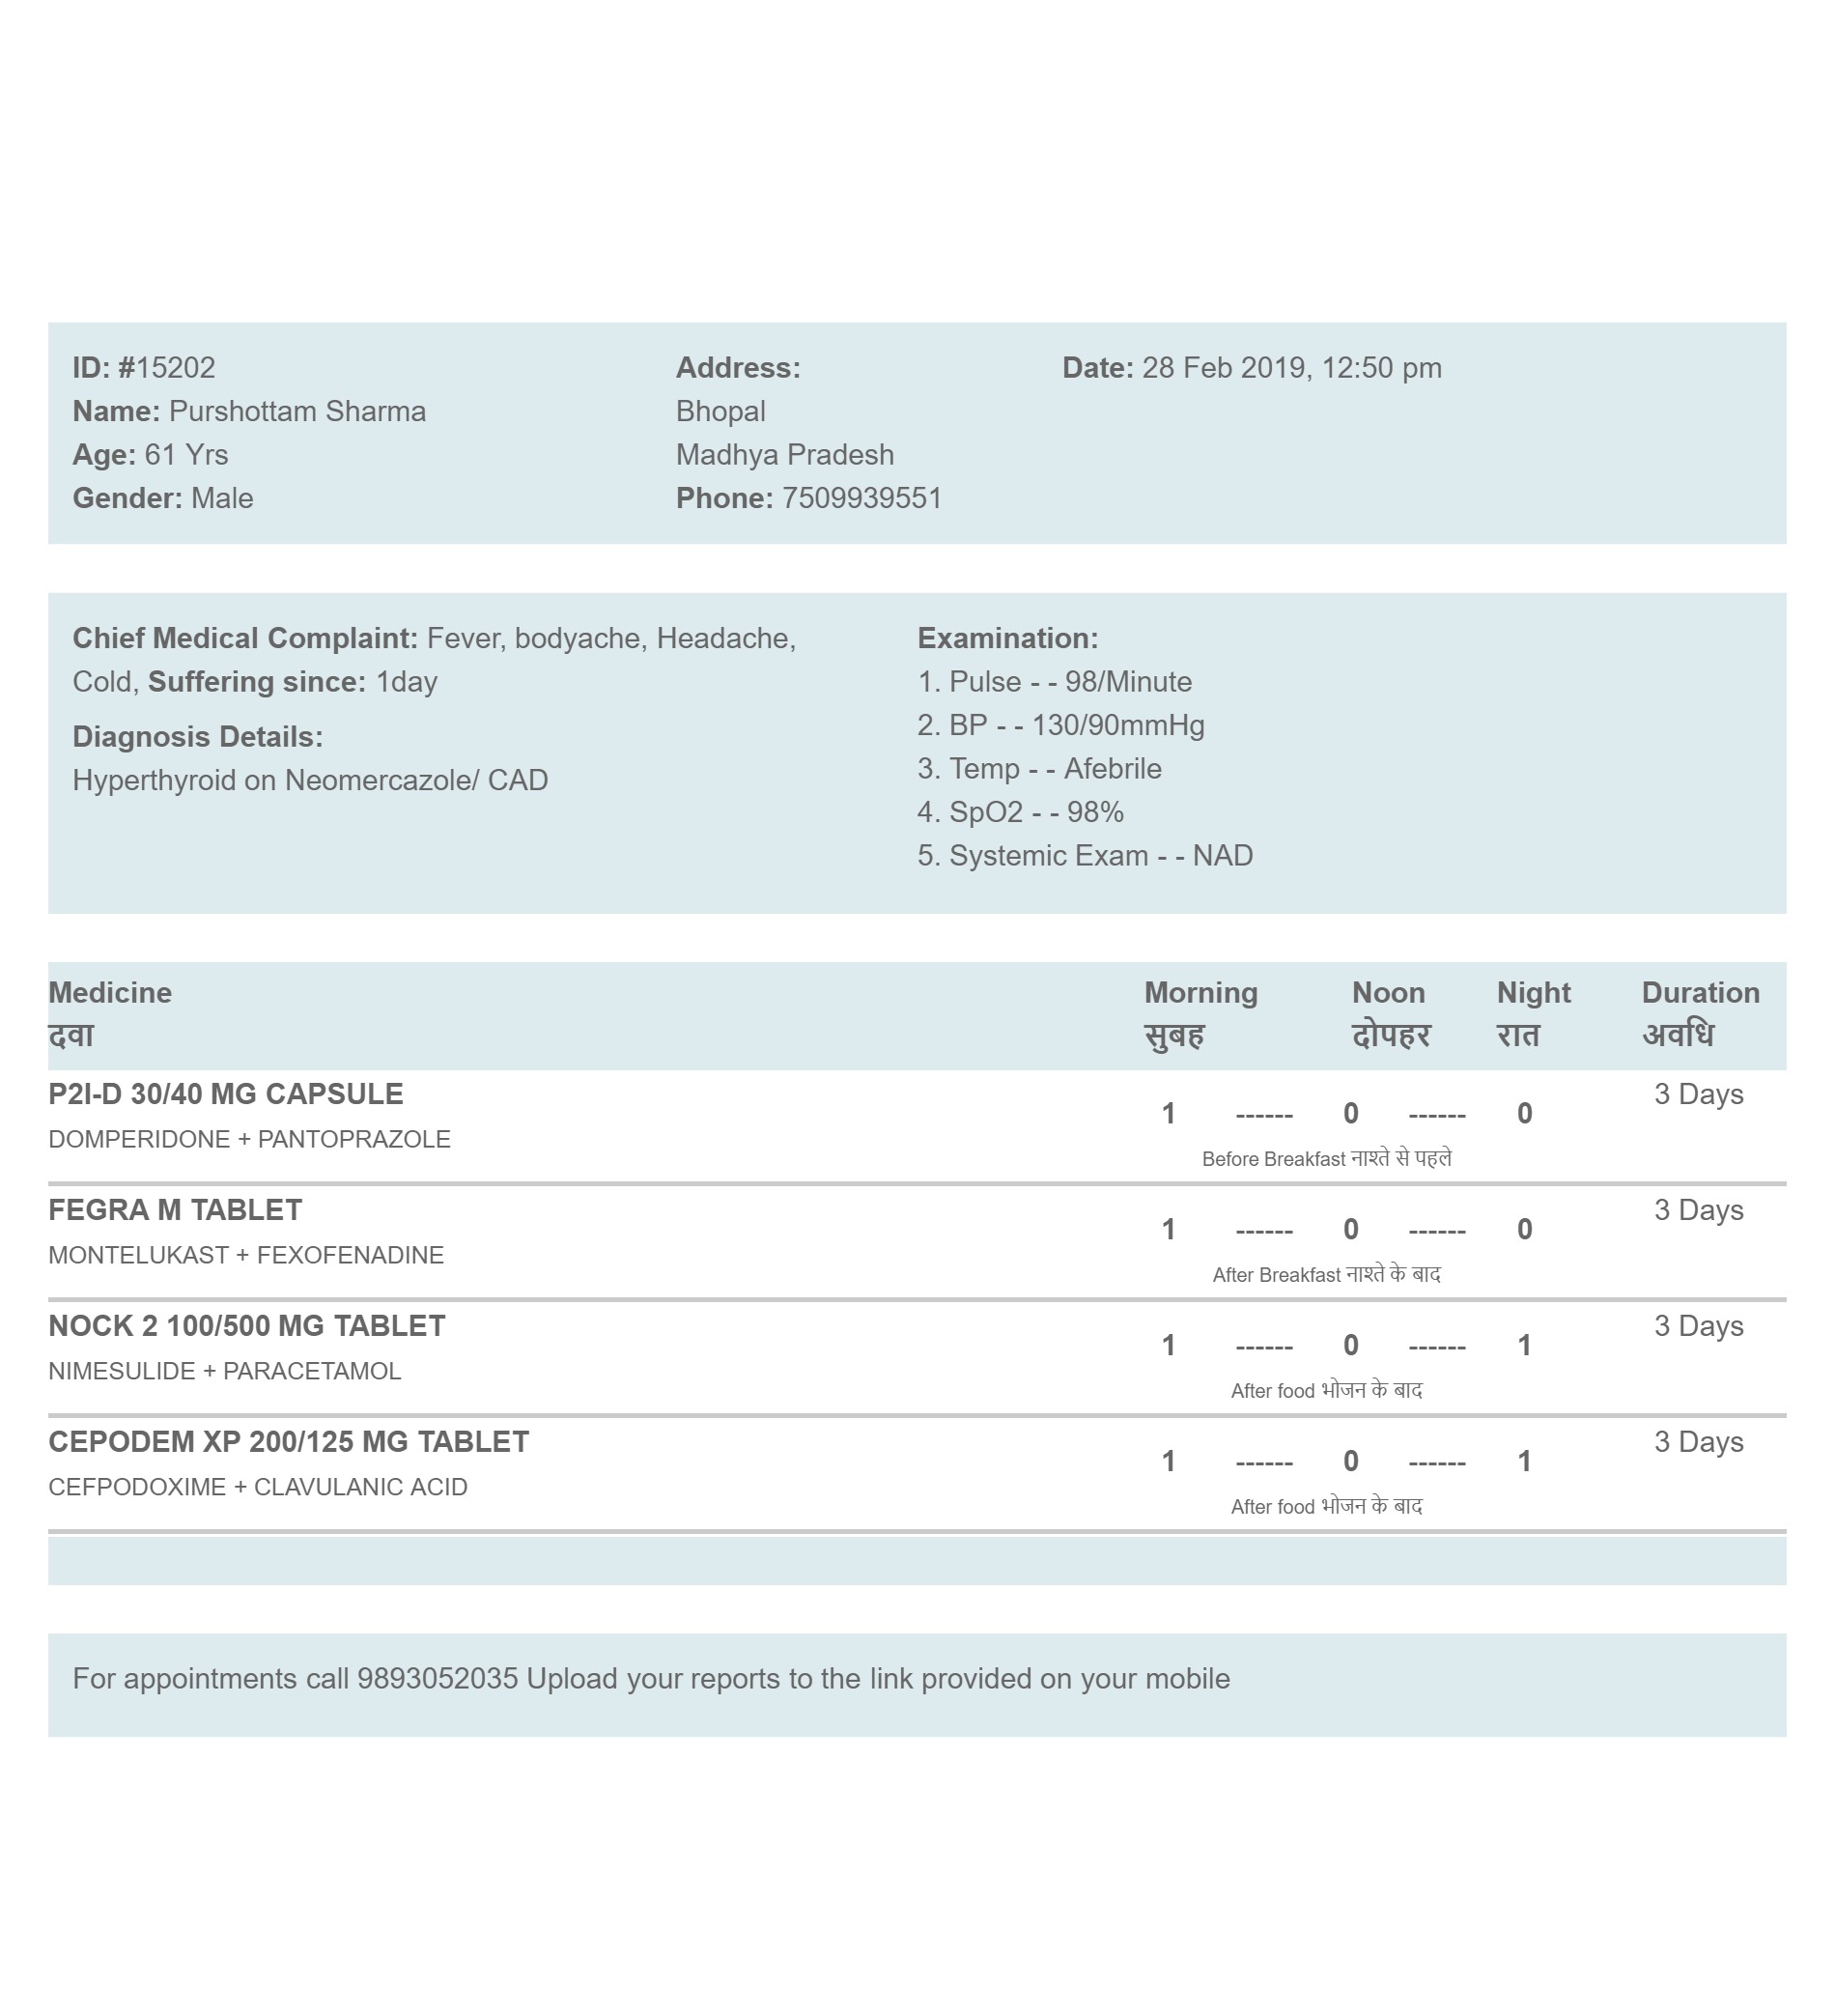 ID: #15202
Name: Purshottam Sharma
Age: 61 Yrs
Gender: Male
Address:
Bhopal
Madhya Pradesh
Phone: 7509939551
Date: 28 Feb 2019, 12:50 pm
Chief Medical Complaint: Fever, bodyache, Headache,
Cold, Suffering since: 1day
Diagnosis Details:
Hyperthyroid on Neomercazole/ CAD
Examination:
1. Pulse - - 98/Minute
2. BP - - 130/90mmHg
3. Temp - - Afebrile
4. SpO2 - - 98%
5. Systemic Exam - - NAD
Medicine Morning Noon Night Duration
दवा सुबह दोपहर रात अवधि
P2I-D 30/40 MG CAPSULE 1 ------ 0 ------ 0 3 Days
DOMPERIDONE + PANTOPRAZOLE
Before Breakfast नाश्ते से पहले
FEGRA M TABLET 1 ------ 0 ------ 0 3 Days
MONTELUKAST + FEXOFENADINE
After Breakfast नाश्ते के बाद
NOCK 2 100/500 MG TABLET 1 ------ 0 ------ 1 3 Days
NIMESULIDE + PARACETAMOL
After food भोजन के बाद
CEPODEM XP 200/125 MG TABLET 1 ------ 0 ------ 1 3 Days
CEFPODOXIME + CLAVULANIC ACID
After food भोजन के बाद
For appointments call 9893052035 Upload your reports to the link provided on your mobile